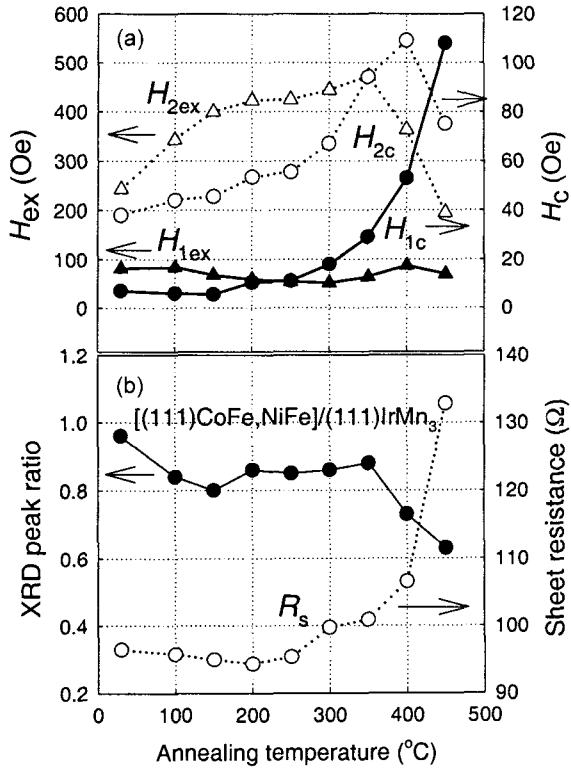 (a)
H2ex
H2c
H1ex
H1c
Hex (Oe)
600
500
400
300
200
100
0
Hc (Oe)
120
100
80
60
40
20
0
(b)
[(111)CoFe,NiFe]/(111)IrMn3
Rs
XRD peak ratio
1.2
1.0
0.8
0.6
0.4
0.2
Sheet resistance (Ω)
140
130
120
110
100
90
0 100 200 300 400 500
Annealing temperature (°C)